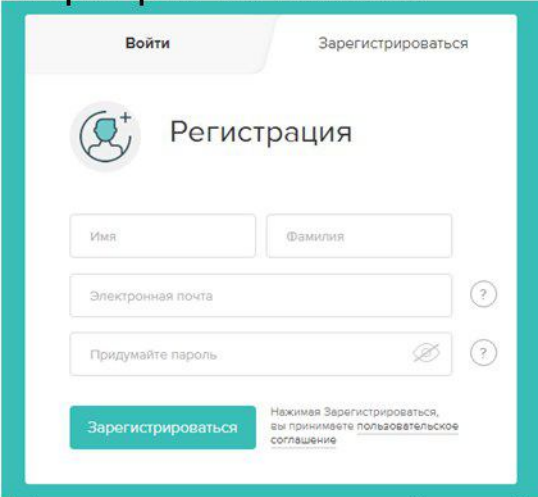 Войти
Зарегистрироваться
Регистрация
Имя
Фамилия
Электронная почта
?
Придумайте пароль
?
Зарегистрироваться
Нажимая Зарегистрироваться,
вы принимаете пользовательское
соглашение